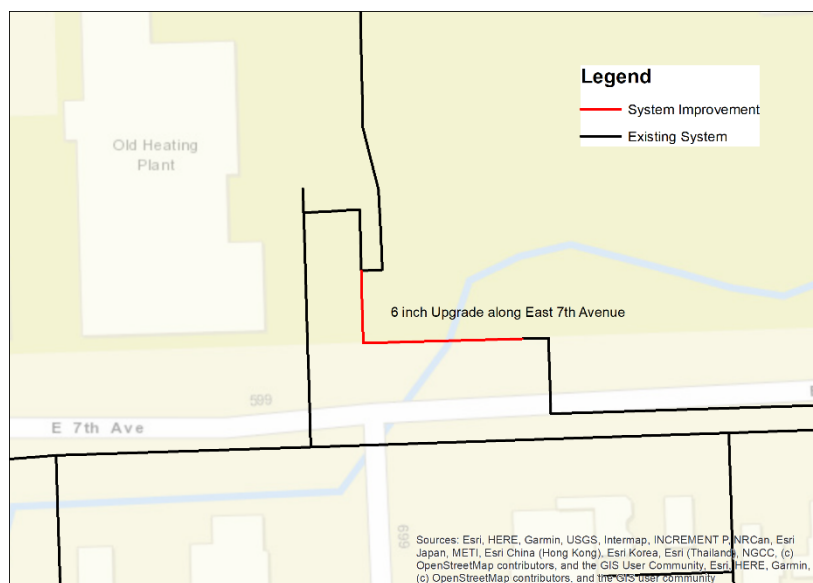 Legend
System Improvement
Existing System
Old Heating
Plant
6 inch Upgrade along East 7th Avenue
599
E 7th Ave
669
Sources: Esri, HERE, Garmin, USGS, Intermap, INCREMENT P, NRCan, Esri
Japan, METI, Esri China (Hong Kong), Esri Korea, Esri (Thailand), NGCC, (c)
OpenStreetMap contributors, and the GIS User Community, Esri, HERE, Garmin,
(c) OpenStreetMap contributors, and the GIS user community